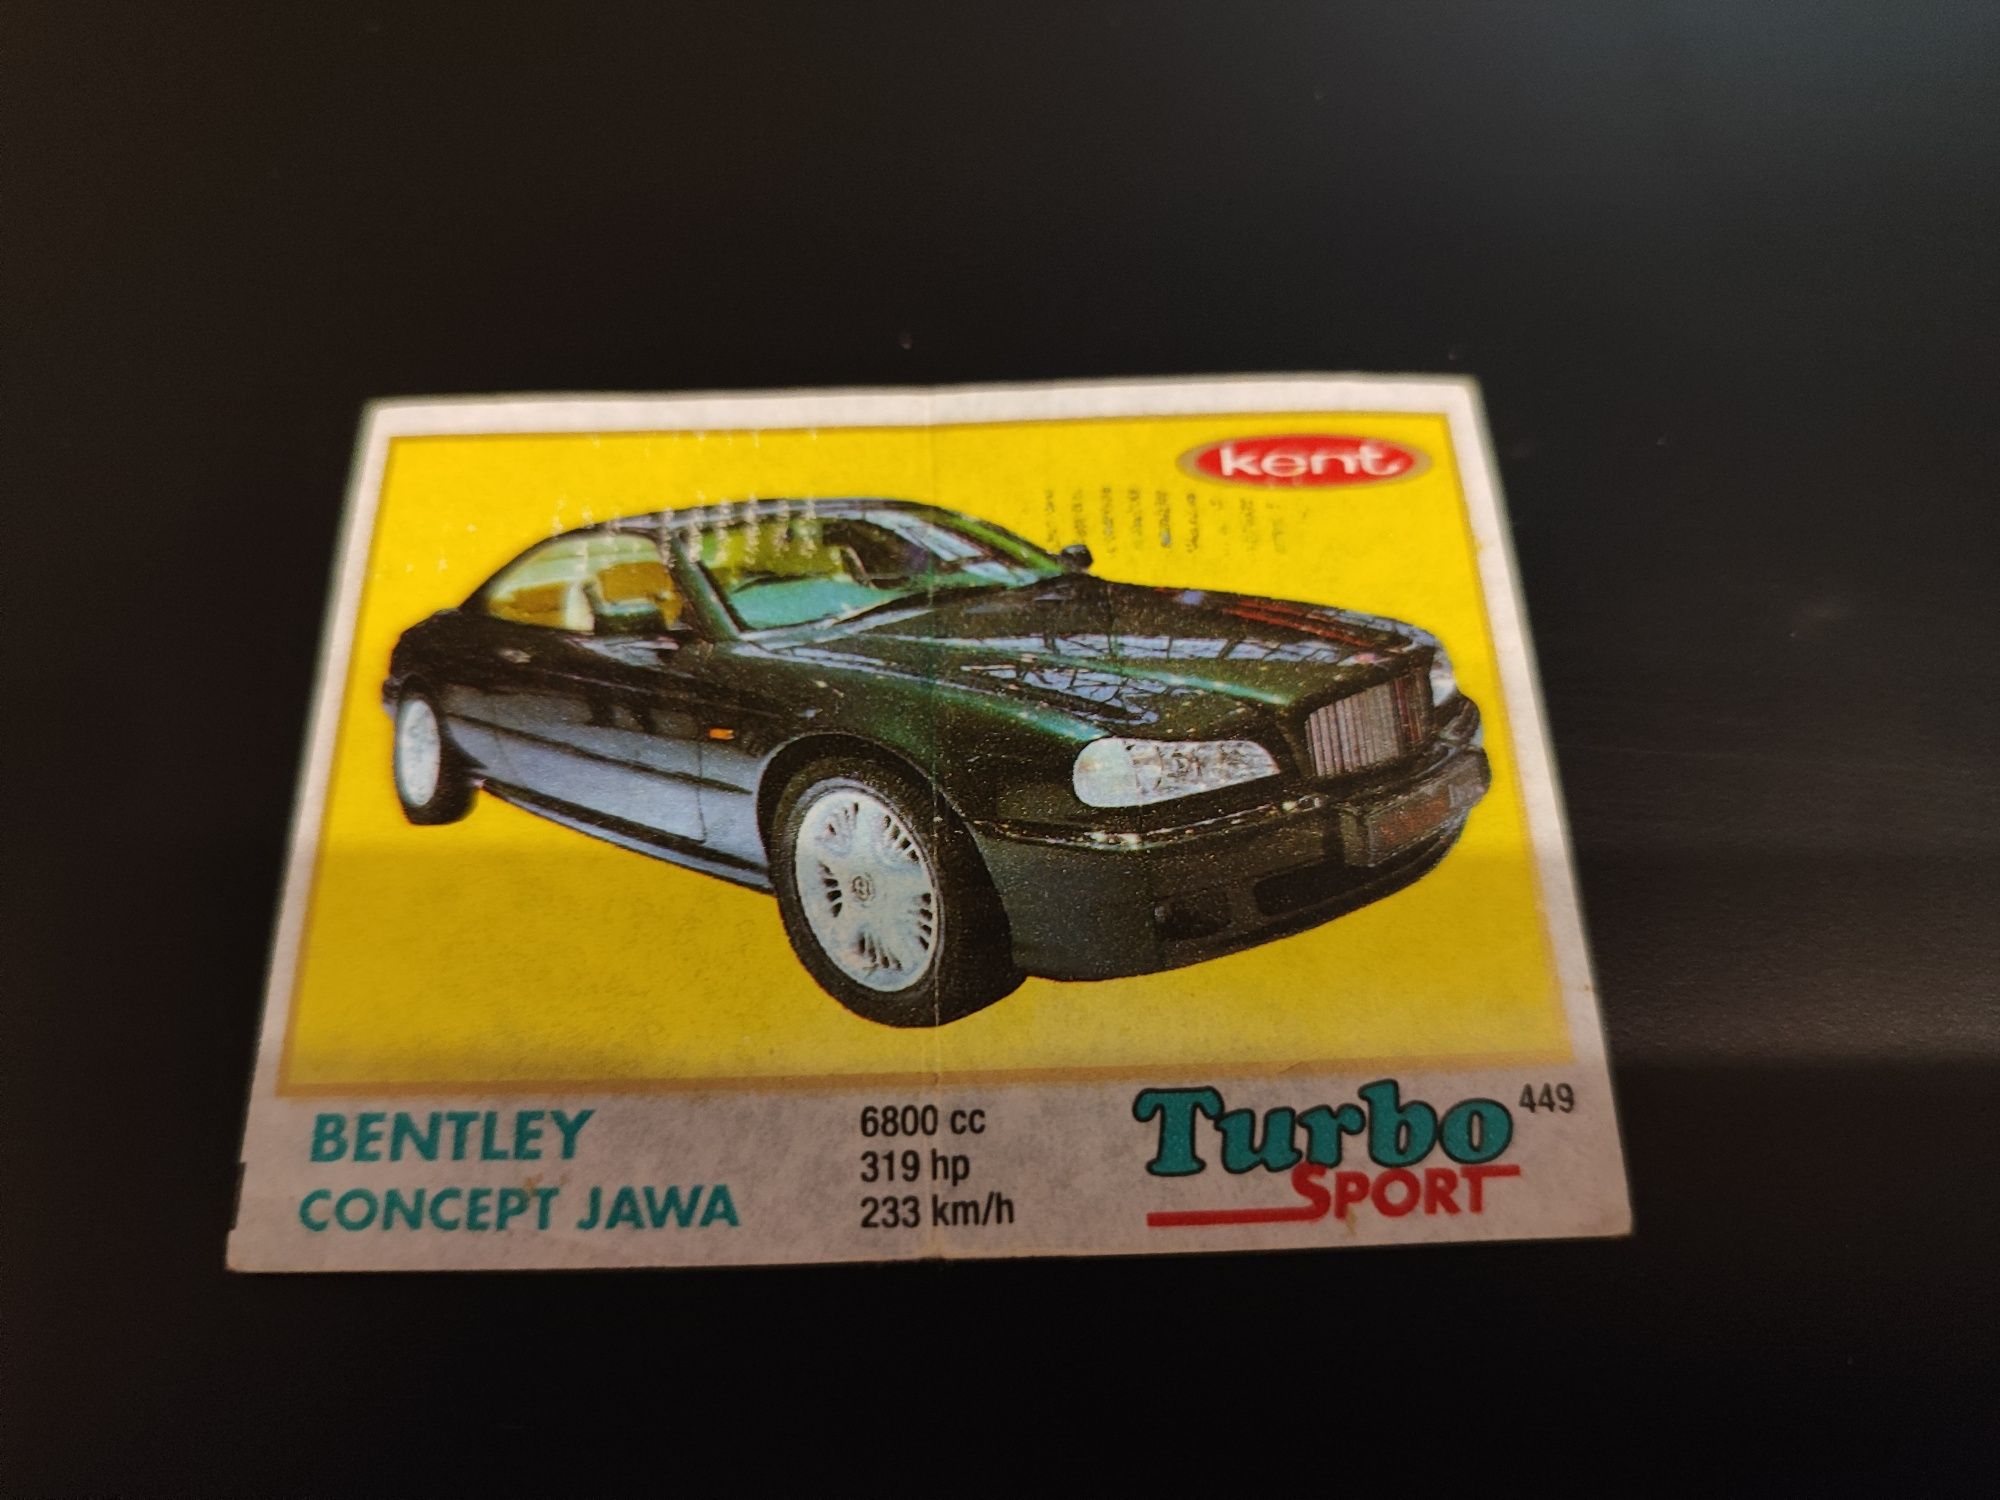 kent
BENTLEY
CONCEPT JAWA
6800 cc
319 hp
233 km/h
Turbo
SPORT
449